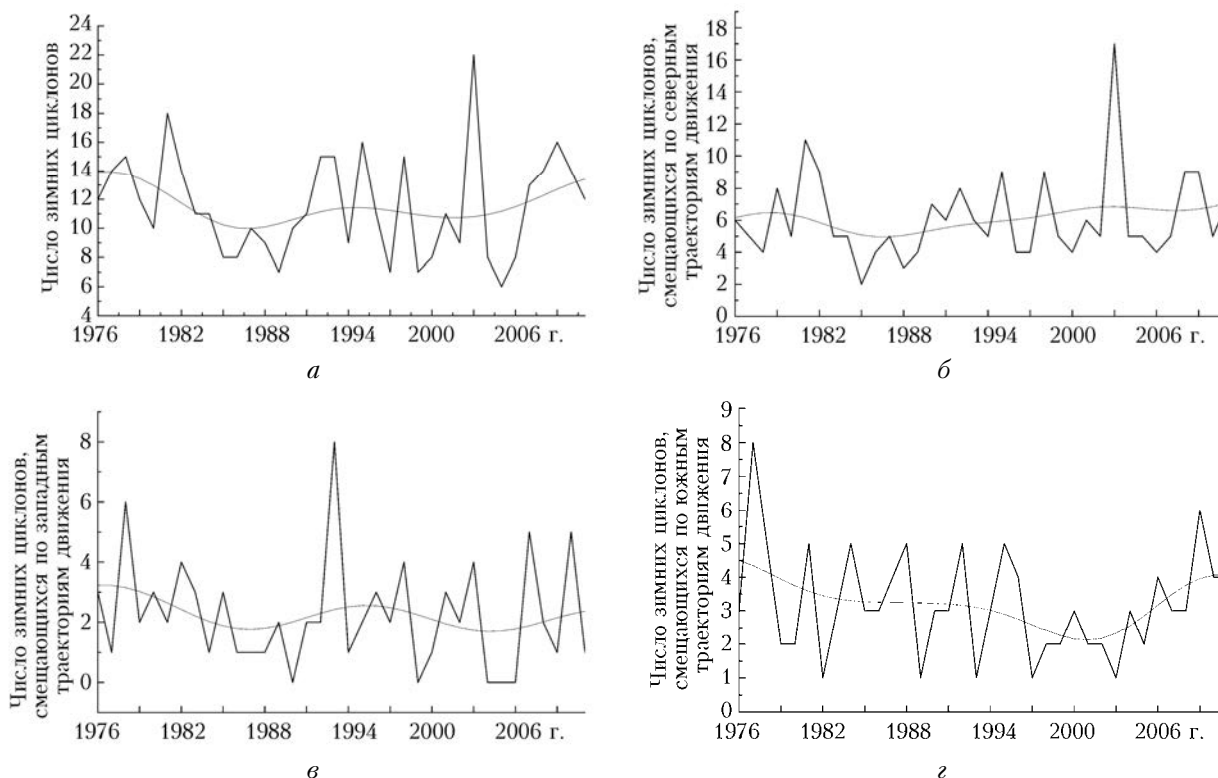 Число зимних циклонов
24
22
20
18
16
14
12
10
8
6
4
1976 1982 1988 1994 2000 2006 г.
а
Число зимних циклонов,
смещающихся по северным
траекториям движения
18
16
14
12
10
8
6
4
2
0
1976 1982 1988 1994 2000 2006 г.
б
Число зимних циклонов,
смещающихся по западным
траекториям движения
8
6
4
2
0
1976 1982 1988 1994 2000 2006 г.
в
Число зимних циклонов,
смещающихся по южным
траекториям движения
9
8
7
6
5
4
3
2
1
0
1976 1982 1988 1994 2000 2006 г.
г